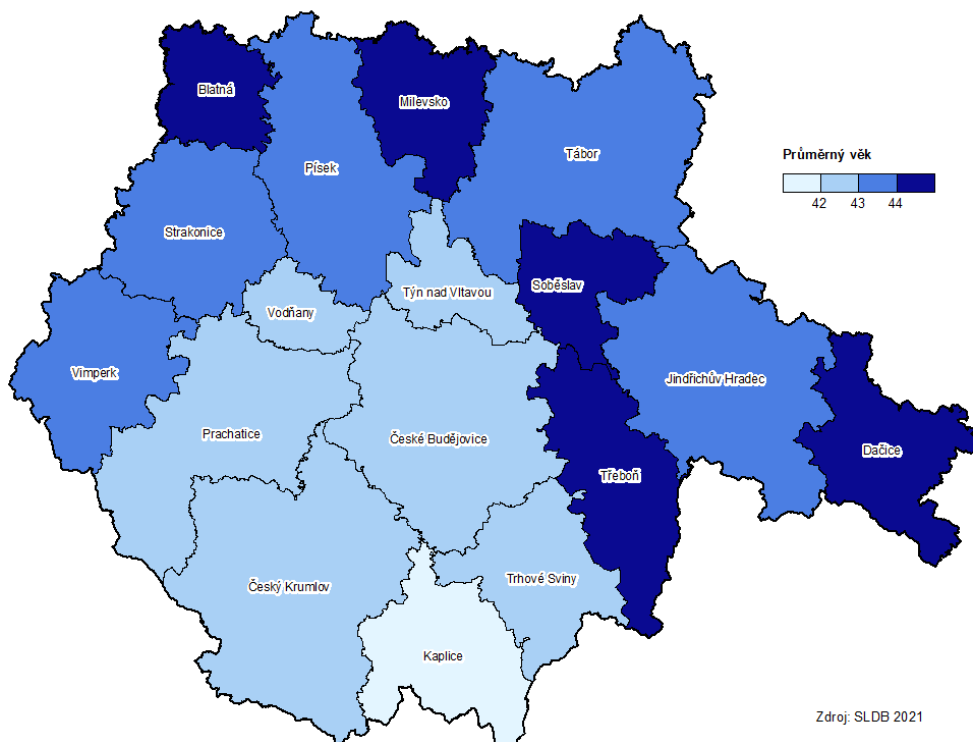 Blatná
Milevsko
Tábor
Písek
Průměrný věk
42 43 44
Strakonice
Soběslav
Týn nad Vltavou
Vodňany
Vimperk
Jindřichův Hradec
Prachatice
České Budějovice
Dačice
Třeboň
Trhové Sviny
Český Krumlov
Kaplice
Zdroj: SLDB 2021